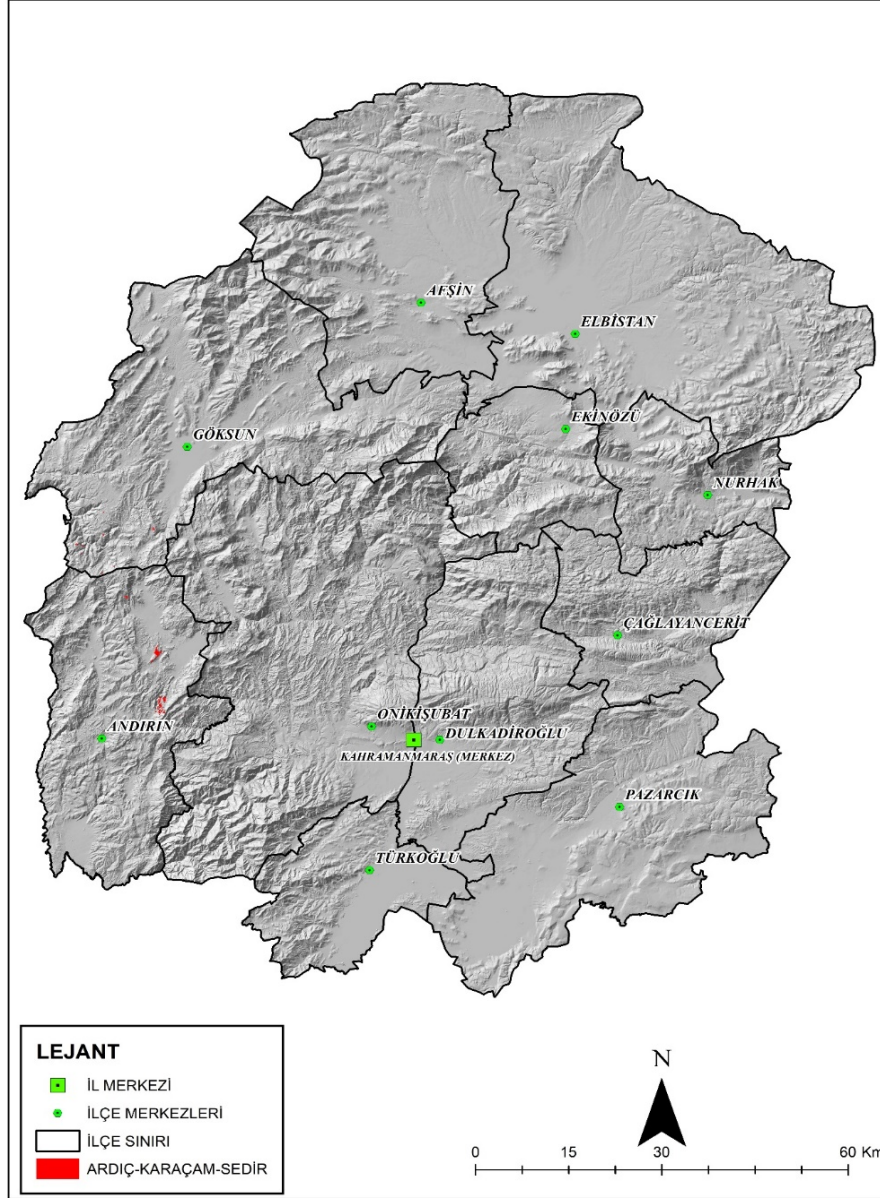 AFŞİN
ELBİSTAN
EKİNÖZÜ
GÖKSUN
NURHAK
ÇAĞLAYANCERİT
ONİKİŞUBAT
ANDIRIN
DULKADİROĞLU
KAHRAMANMARAŞ (MERKEZ)
PAZARCIK
TÜRKOĞLU
LEJANT
İL MERKEZİ
İLÇE MERKEZLERİ
İLÇE SINIRI
ARDIÇ-KARAÇAM-SEDİR
N
0 15 30 60 Km